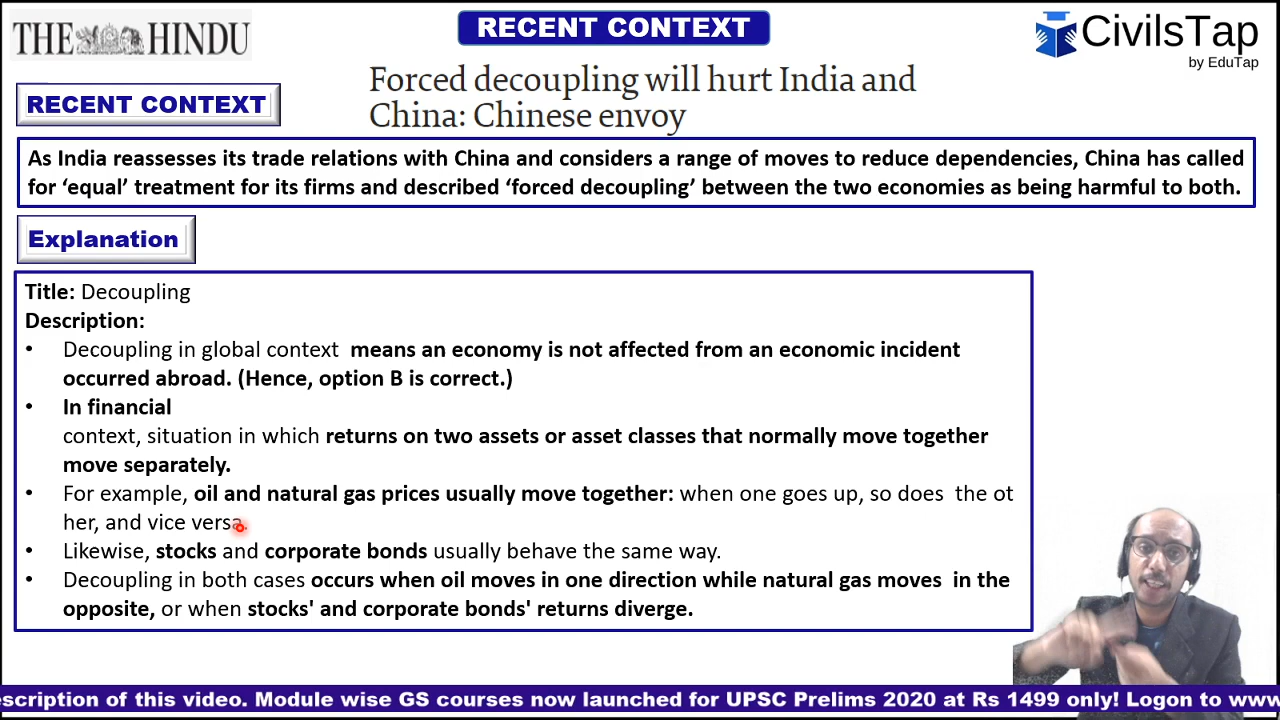 THE HINDU
RECENT CONTEXT
CivilsTap
by EduTap
Forced decoupling will hurt India and
China: Chinese envoy
RECENT CONTEXT
As India reassesses its trade relations with China and considers a range of moves to reduce dependencies, China has called
for ‘equal’ treatment for its firms and described ‘forced decoupling’ between the two economies as being harmful to both.
Explanation
Title: Decoupling
Description:
• Decoupling in global context means an economy is not affected from an economic incident
occurred abroad. (Hence, option B is correct.)
• In financial
context, situation in which returns on two assets or asset classes that normally move together
move separately.
• For example, oil and natural gas prices usually move together: when one goes up, so does the ot
her, and vice versa.
• Likewise, stocks and corporate bonds usually behave the same way.
• Decoupling in both cases occurs when oil moves in one direction while natural gas moves in the
opposite, or when stocks' and corporate bonds' returns diverge.
scription of this video. Module wise GS courses now launched for UPSC Prelims 2020 at Rs 1499 only! Logon to www